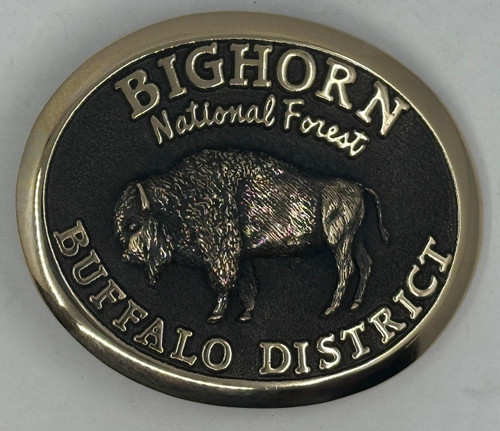 BIGHORN
National Forest
BUFFALO DISTRICT